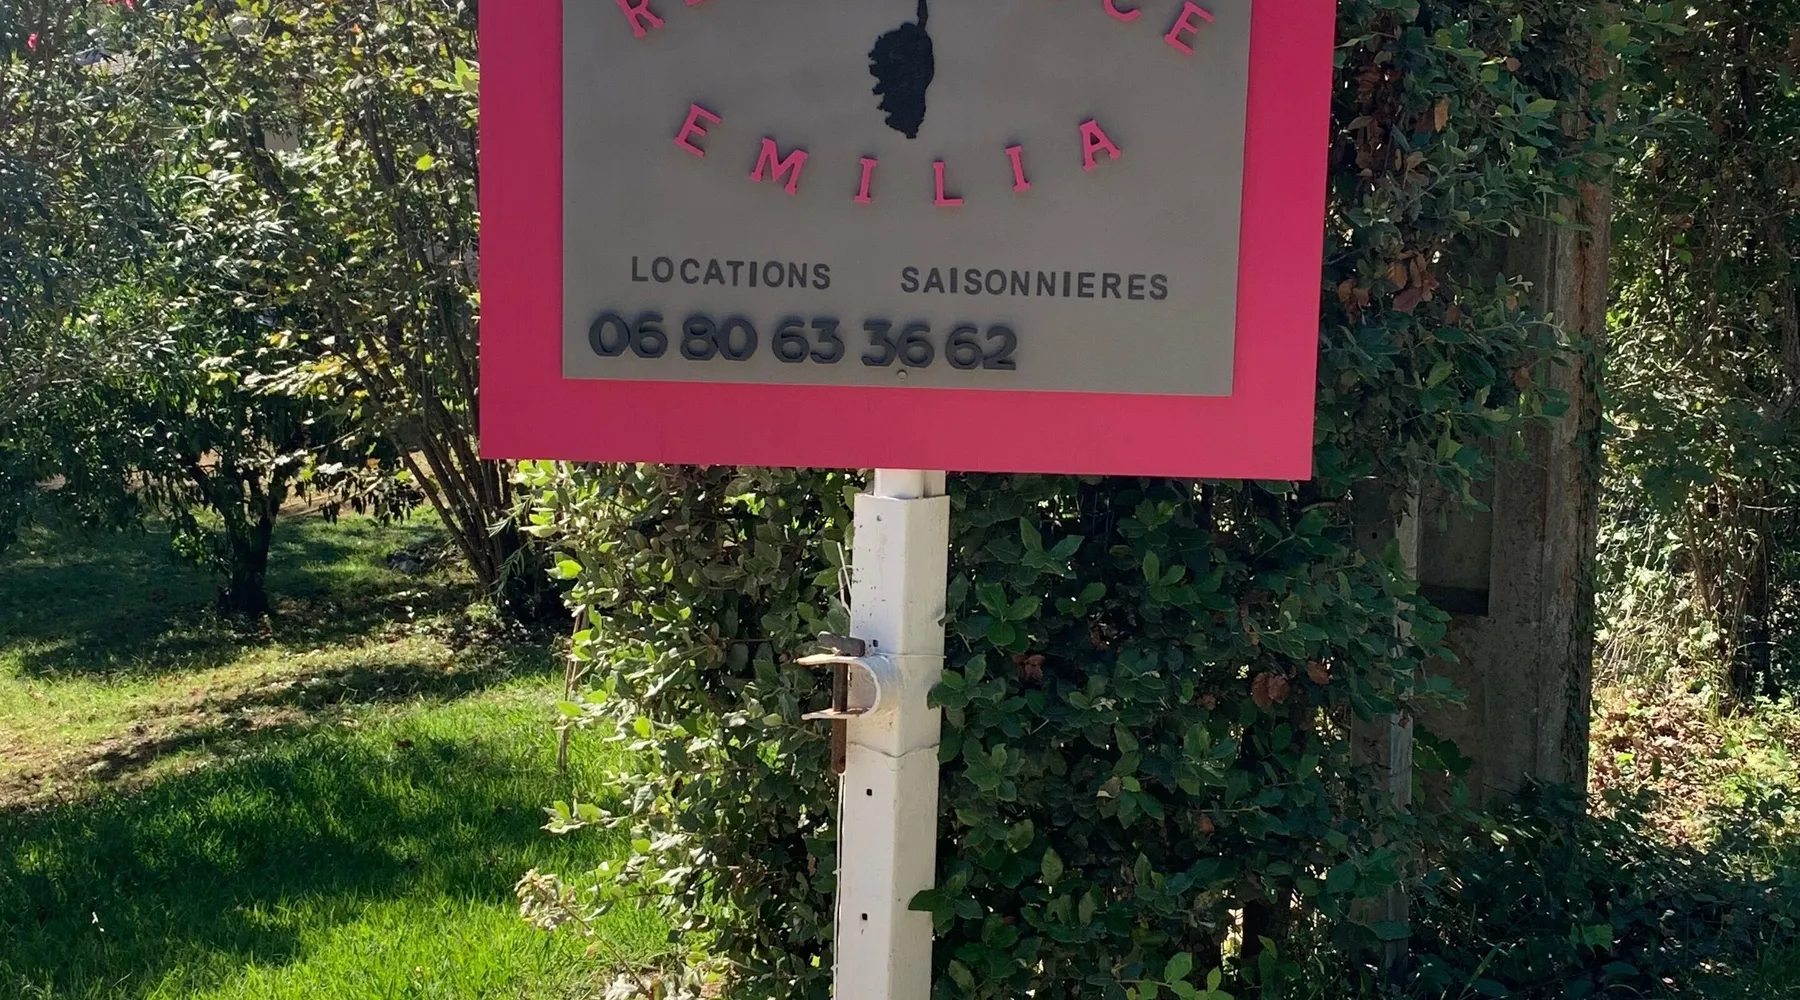 EMILIA
LOCATIONS SAISONNIERES
06 80 63 36 62